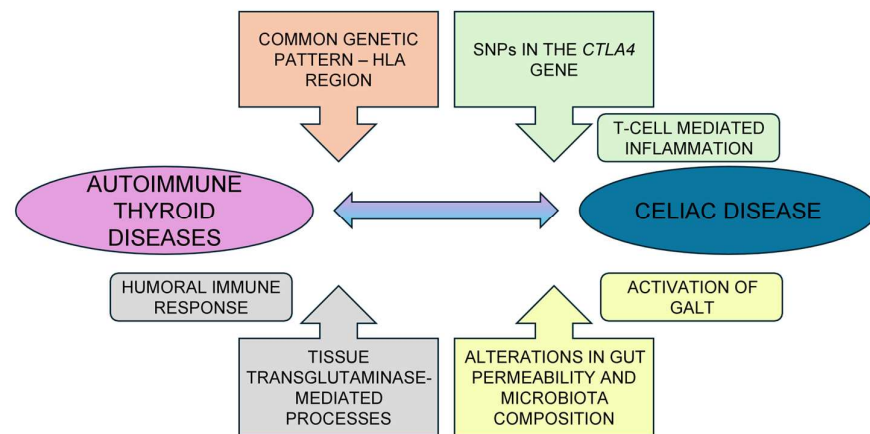 COMMON GENETIC
PATTERN – HLA
REGION
SNPs IN THE CTLA4
GENE
T-CELL MEDIATED
INFLAMMATION
AUTOIMMUNE
THYROID
DISEASES
CELIAC DISEASE
HUMORAL IMMUNE
RESPONSE
ACTIVATION OF
GALT
TISSUE
TRANSGLUTAMINASE-
MEDIATED
PROCESSES
ALTERATIONS IN GUT
PERMEABILITY AND
MICROBIOTA
COMPOSITION